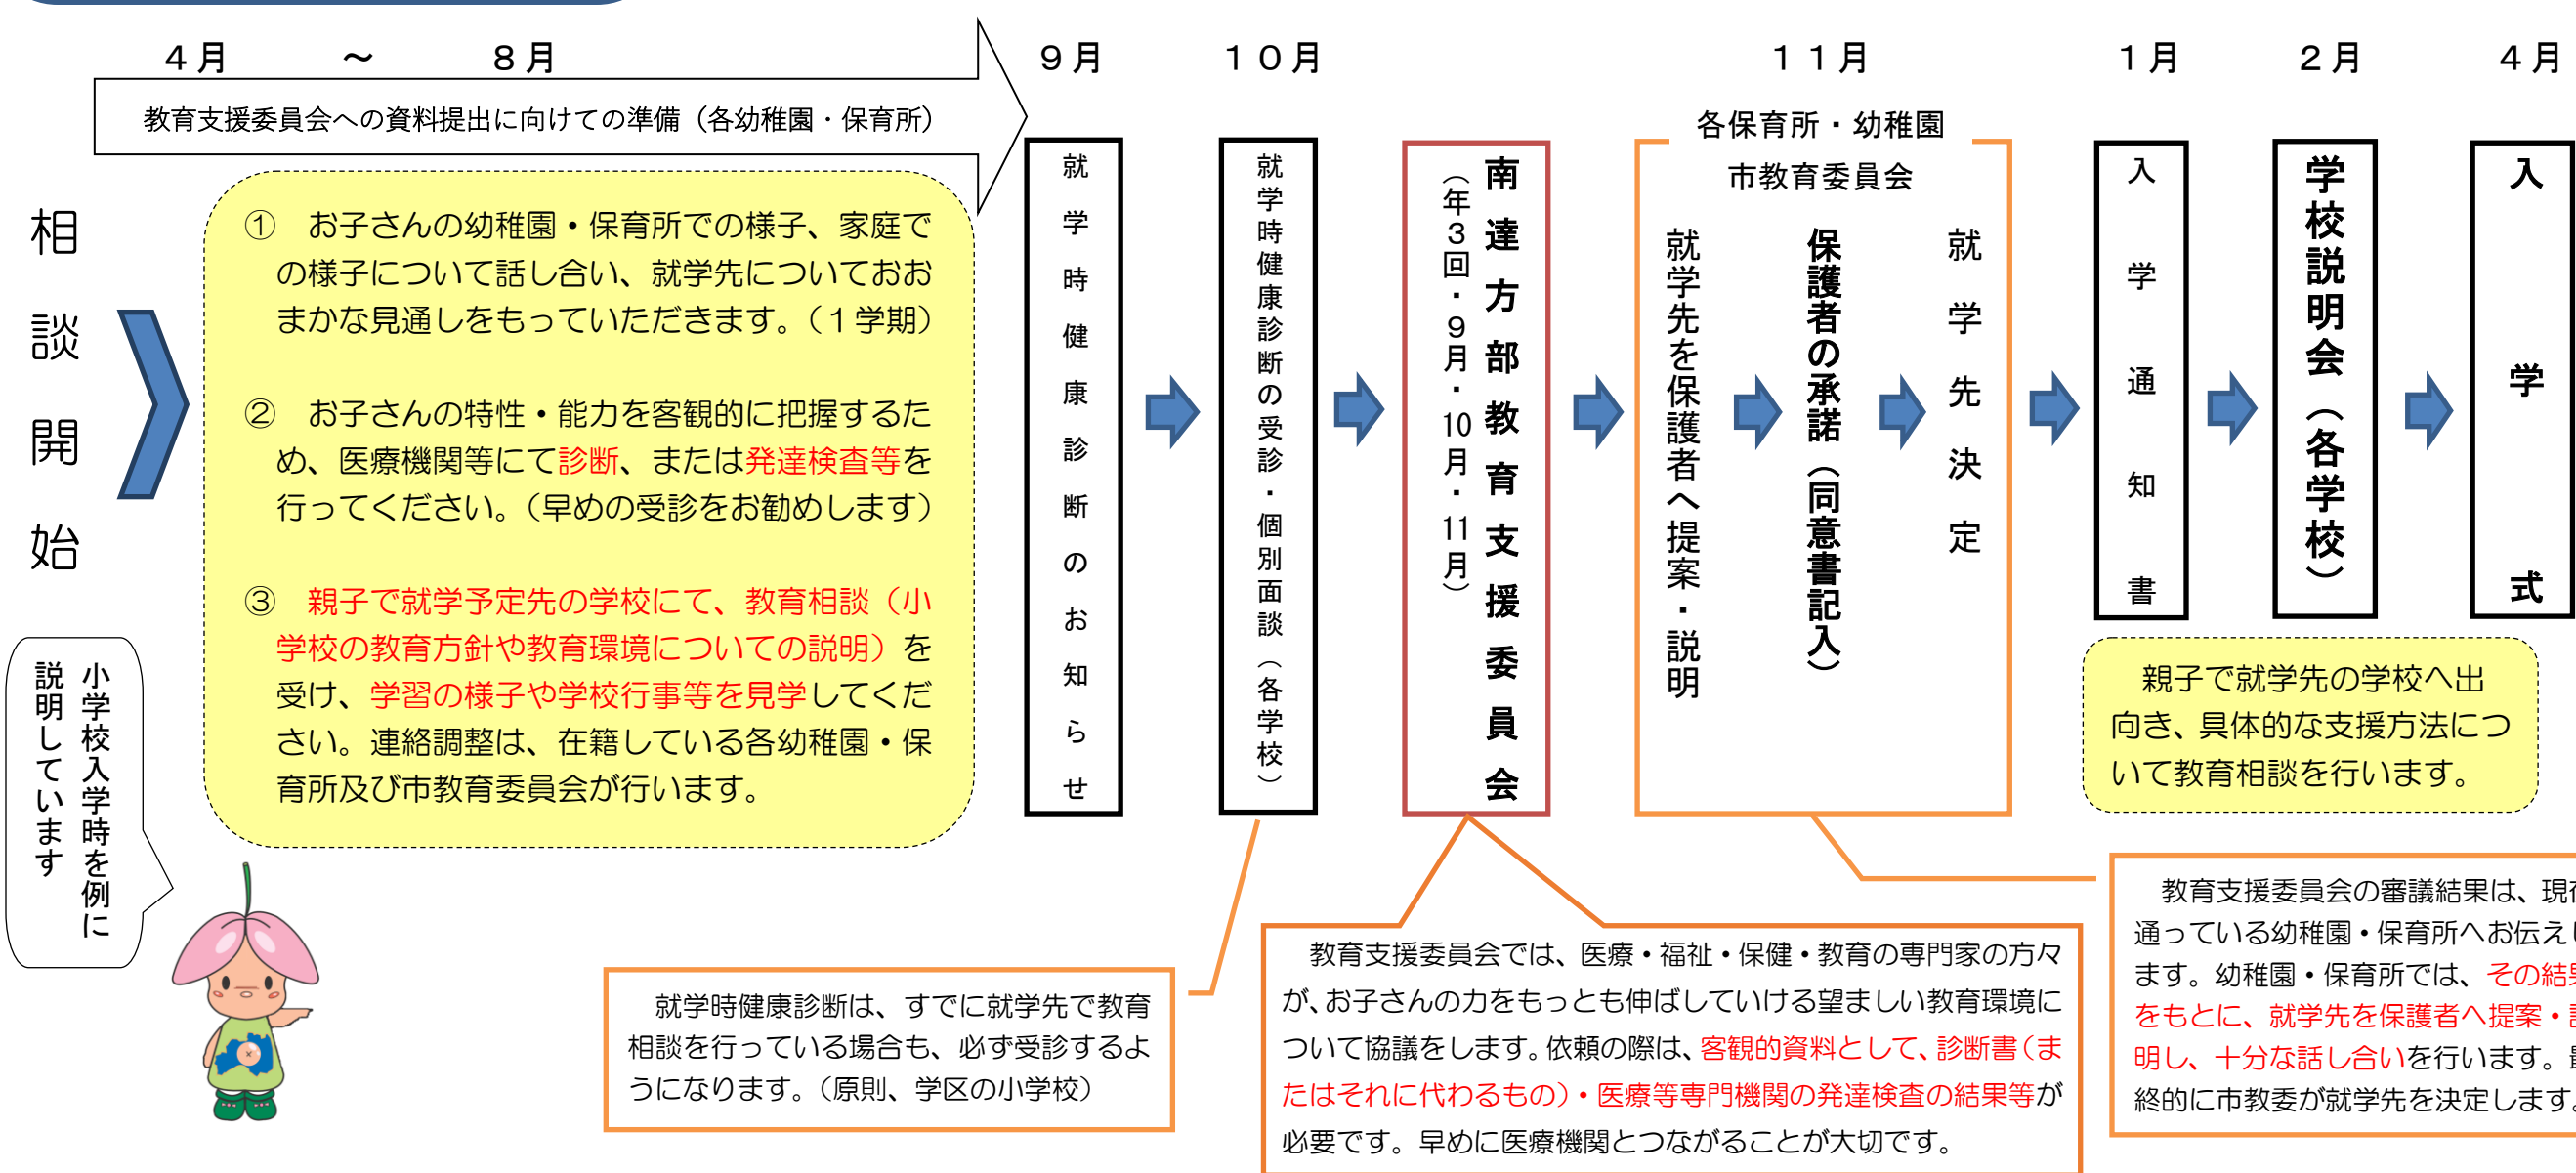 4月 ～ 8月
9月
10月
11月
1月
2月
4月
教育支援委員会への資料提出に向けての準備（各幼稚園・保育所）
相談開始
① お子さんの幼稚園・保育所での様子、家庭で
の様子について話し合い、就学先についておお
まかな見通しをもっていただきます。（1学期）
② お子さんの特性・能力を客観的に把握するた
め、医療機関等にて診断、または発達検査等を
行ってください。（早めの受診をお勧めします）
③ 親子で就学予定先の学校にて、教育相談（小
学校の教育方針や教育環境についての説明）を
受け、学習の様子や学校行事等を見学してくだ
さい。連絡調整は、在籍している各幼稚園・保
育所及び市教育委員会が行います。
小学校入学時を例に
説明しています
就学時健康診断のお知らせ
就学時健康診断の受診・個別面談（各学校）
南達方部教育支援委員会
（年3回・9月・10月・11月）
各保育所・幼稚園
市教育委員会
就学先を保護者へ提案・説明
保護者の承諾（同意書記入）
就学先決定
入学通知書
学校説明会（各学校）
入学式
親子で就学先の学校へ出
向き、具体的な支援方法につ
いて教育相談を行います。
就学時健康診断は、すでに就学先で教育
相談を行っている場合も、必ず受診するよ
うになります。（原則、学区の小学校）
教育支援委員会では、医療・福祉・保健・教育の専門家の方々
が、お子さんの力をもっとも伸ばしていける望ましい教育環境に
ついて協議をします。依頼の際は、客観的資料として、診断書（ま
たはそれに代わるもの）・医療等専門機関の発達検査の結果等が
必要です。早めに医療機関とつながることが大切です。
教育支援委員会の審議結果は、現
通っている幼稚園・保育所へお伝え
ます。幼稚園・保育所では、その結
をもとに、就学先を保護者へ提案・
明し、十分な話し合いを行います。
終的に市教委が就学先を決定します。